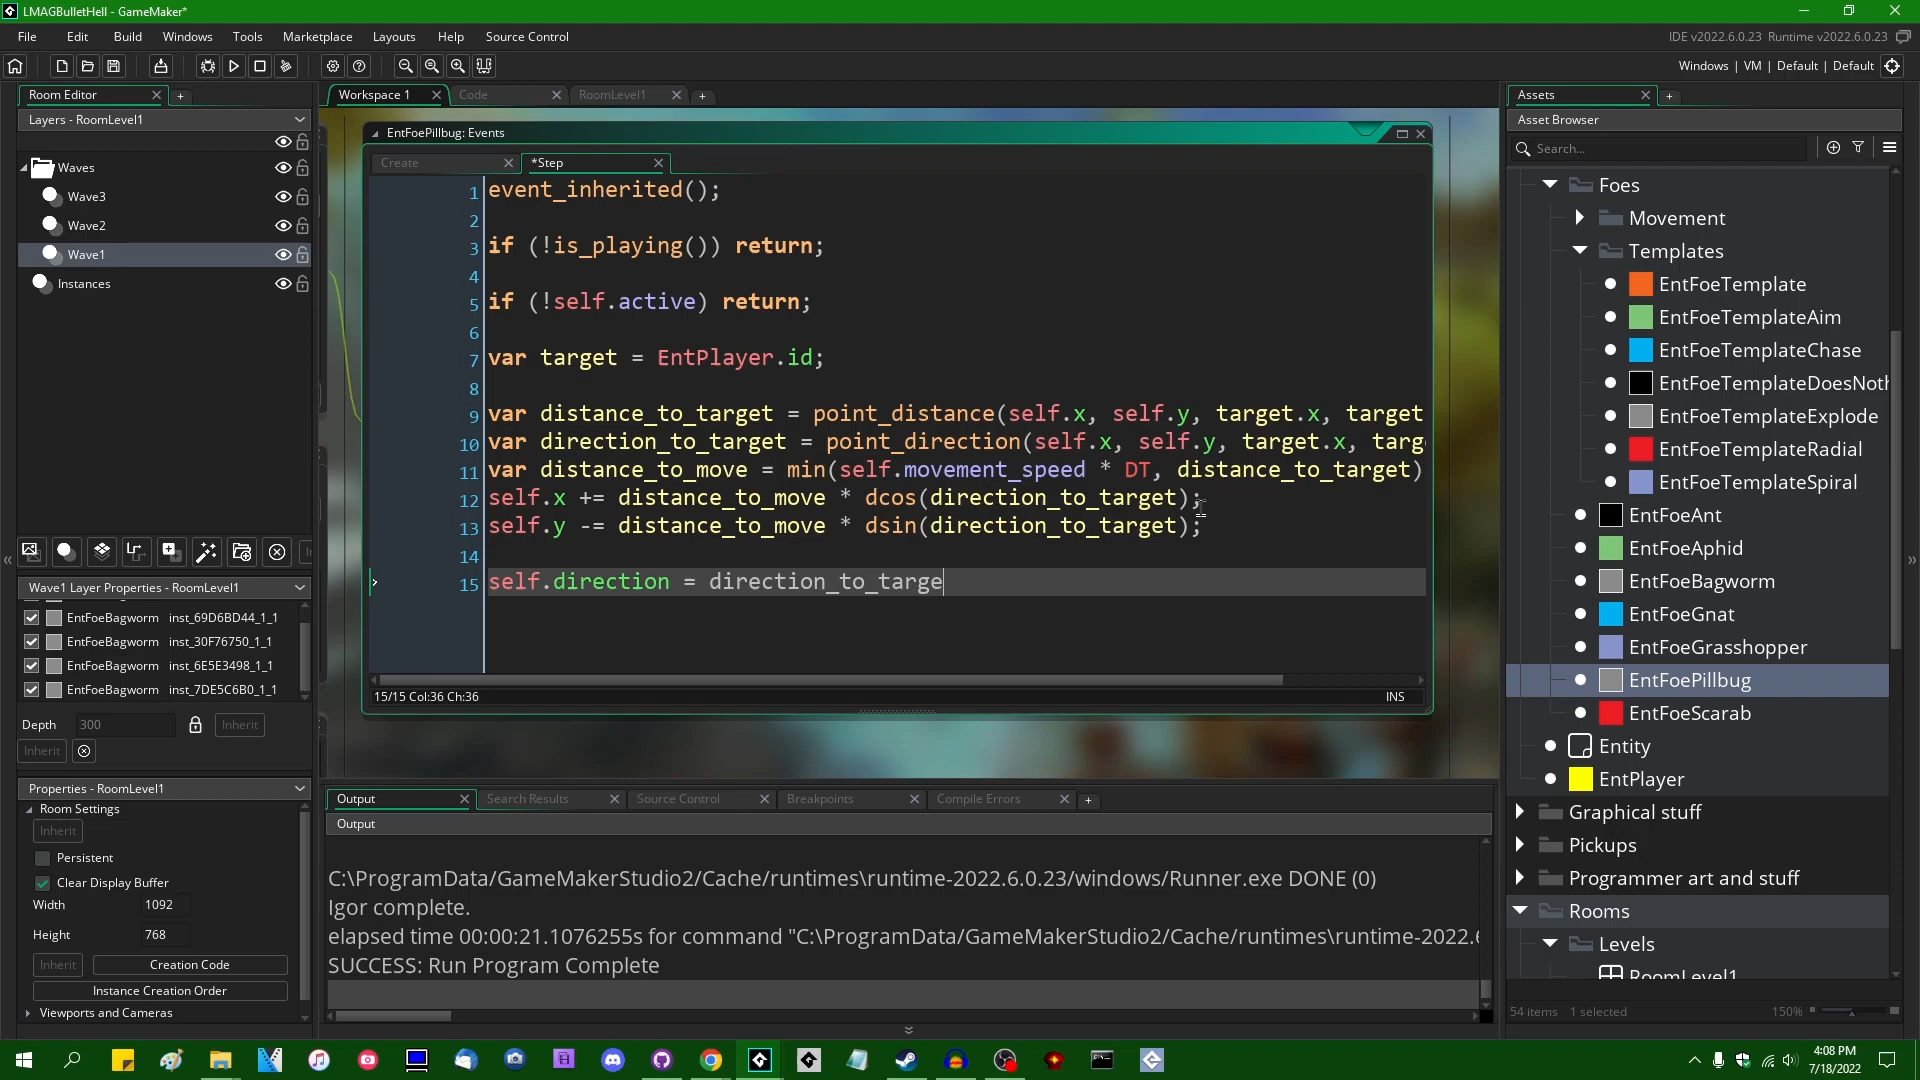 LMAGBulletHell - GameMaker*
File Edit Build Windows Tools Marketplace Layouts Help Source Control
IDE v2022.6.0.23 Runtime v2022.6.0.23
Windows | VM | Default | Default
Room Editor
Layers - RoomLevel1
Waves
Wave3
Wave2
Wave1
Instances
Wave1 Layer Properties - RoomLevel1
EntFoeBagworm inst_69D6BD44_1_1
EntFoeBagworm inst_30F76750_1_1
EntFoeBagworm inst_6E5E3498_1_1
EntFoeBagworm inst_7DE5C6B0_1_1
Depth 300 Inherit
Inherit
Properties - RoomLevel1
Room Settings
Inherit
Persistent
Clear Display Buffer
Width 1092
Height 768
Inherit Creation Code
Instance Creation Order
Viewports and Cameras
Workspace 1 Code RoomLevel1
EntFoePillbug: Events
Create *Step
1 event_inherited();
2
3 if (!is_playing()) return;
4
5 if (!self.active) return;
6
7 var target = EntPlayer.id;
8
9 var distance_to_target = point_distance(self.x, self.y, target.x, target
10 var direction_to_target = point_direction(self.x, self.y, target.x, targ
11 var distance_to_move = min(self.movement_speed * DT, distance_to_target)
12 self.x += distance_to_move * dcos(direction_to_target);
13 self.y -= distance_to_move * dsin(direction_to_target);
14
15 self.direction = direction_to_targe
15/15 Col:36 Ch:36 INS
Output Search Results Source Control Breakpoints Compile Errors
Output
C:\ProgramData/GameMakerStudio2/Cache/runtimes\runtime-2022.6.0.23/windows/Runner.exe DONE (0)
Igor complete.
elapsed time 00:00:21.1076255s for command "C:\ProgramData/GameMakerStudio2/Cache/runtimes\runtime-2022.6
SUCCESS: Run Program Complete
Assets
Asset Browser
Search...
Foes
Movement
Templates
EntFoeTemplate
EntFoeTemplateAim
EntFoeTemplateChase
EntFoeTemplateDoesNoth
EntFoeTemplateExplode
EntFoeTemplateRadial
EntFoeTemplateSpiral
EntFoeAnt
EntFoeAphid
EntFoeBagworm
EntFoeGnat
EntFoeGrasshopper
EntFoePillbug
EntFoeScarab
Entity
EntPlayer
Graphical stuff
Pickups
Programmer art and stuff
Rooms
Levels
RoomLevel1
54 items 1 selected 150%
4:08 PM
7/18/2022